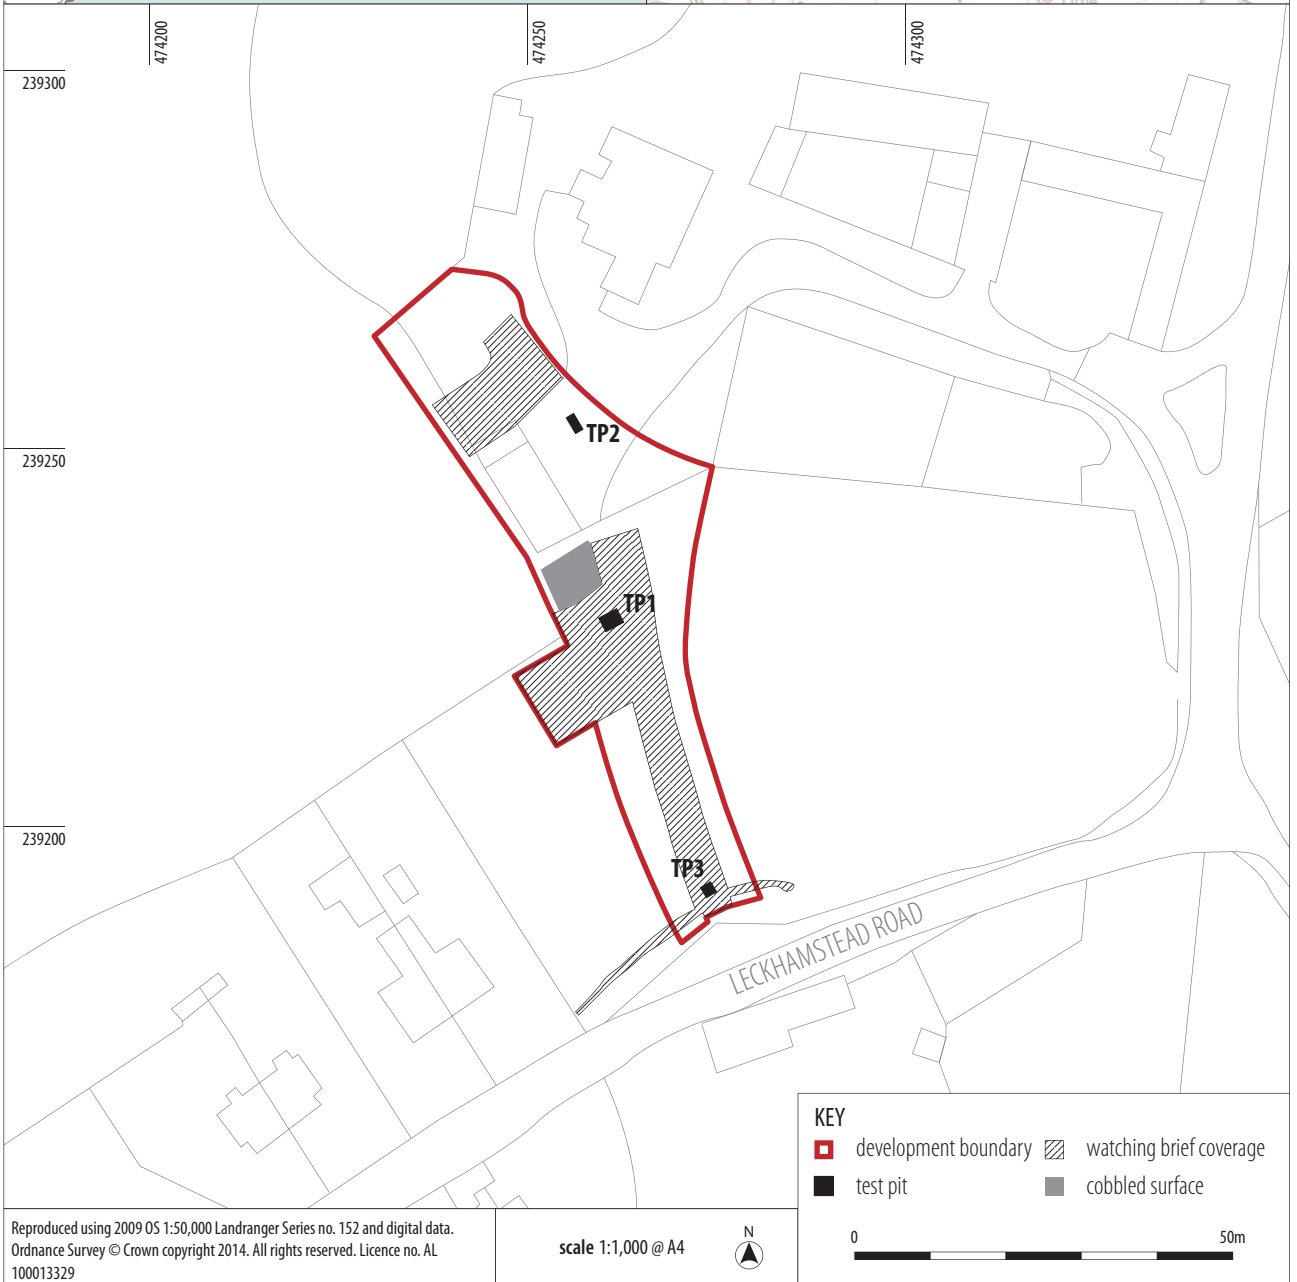 474200
474250
474300
239300
TP2
239250
TP1
239200
TP3
LECKHAMSTEAD ROAD
KEY
development boundary
watching brief coverage
test pit
cobbled surface
Reproduced using 2009 OS 1:50,000 Landranger Series no. 152 and digital data.
Ordnance Survey © Crown copyright 2014. All rights reserved. Licence no. AL
100013329
scale 1:1,000 @ A4
N
0
50m